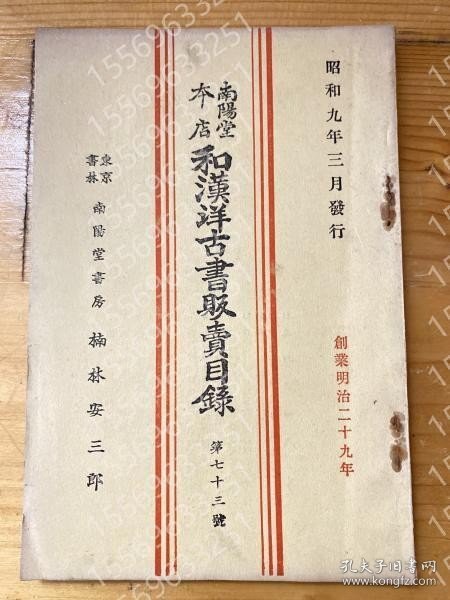 昭和九年三月發行
創業明治二十九年
南陽堂本店
和漢洋古書販賣目錄
第七十三號
東京書林
南陽堂書房
楠林安三郎
15569633251
孔夫子旧书网
kongfz.com